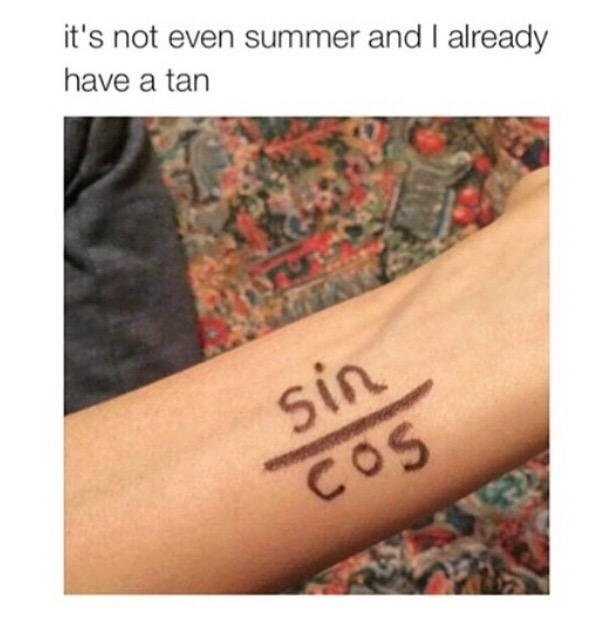 it's not even summer and I already
have a tan
sin
cos